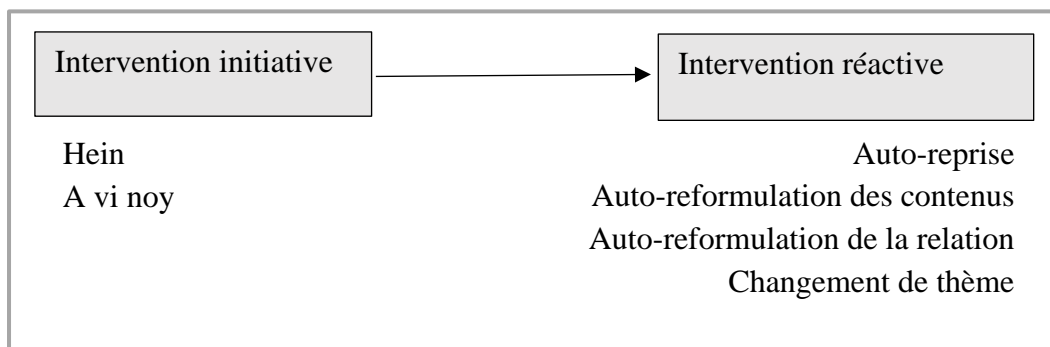 Intervention initiative
Intervention réactive
Hein
A vi noy
Auto-reprise
Auto-reformulation des contenus
Auto-reformulation de la relation
Changement de thème